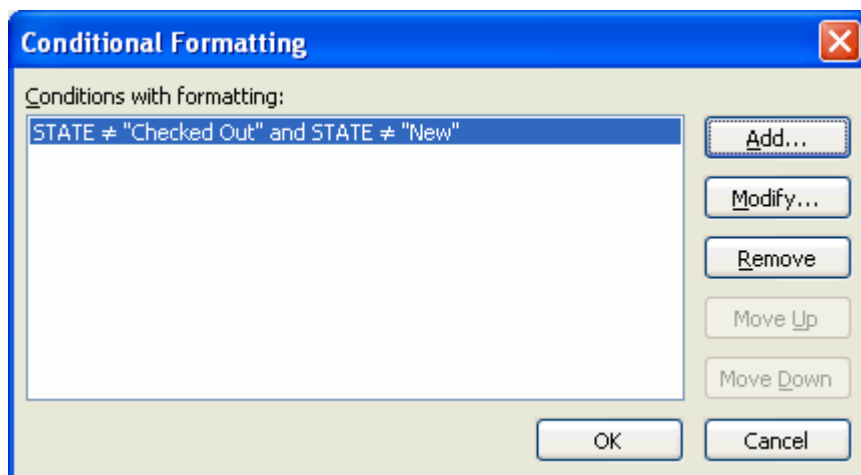 Conditional Formatting
Conditions with formatting:
STATE ≠ "Checked Out" and STATE ≠ "New"
Add...
Modify...
Remove
Move Up
Move Down
OK
Cancel